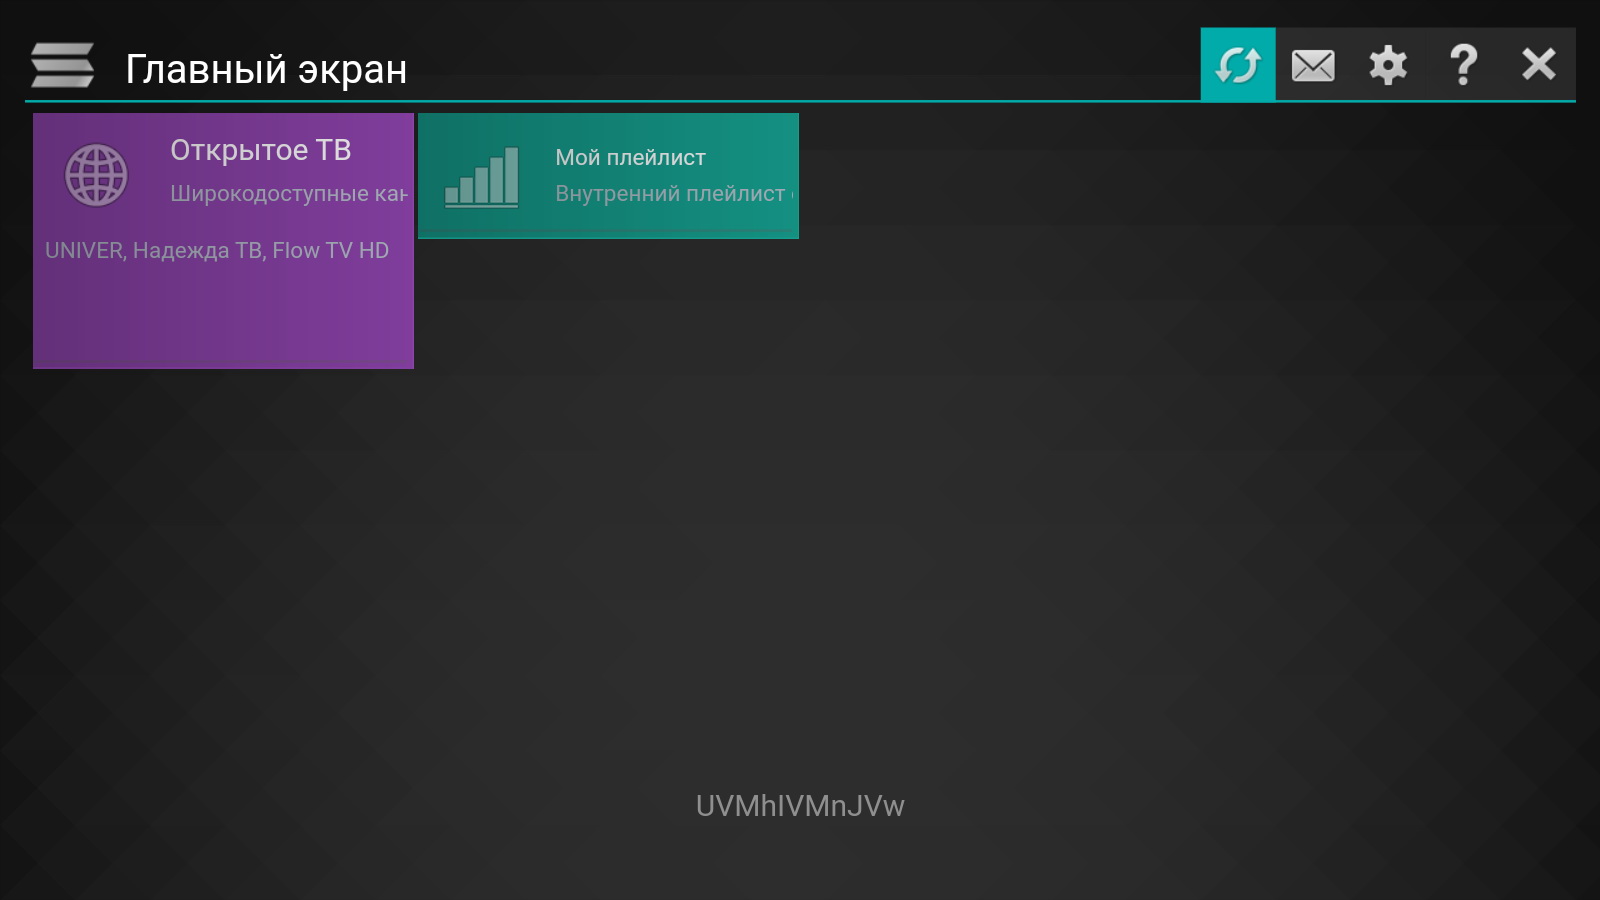 Главный экран
Открытое ТВ
Широкодоступные кан
UNIVER, Надежда ТВ, Flow TV HD
Мой плейлист
Внутренний плейлист
UVMhIVMnJVw